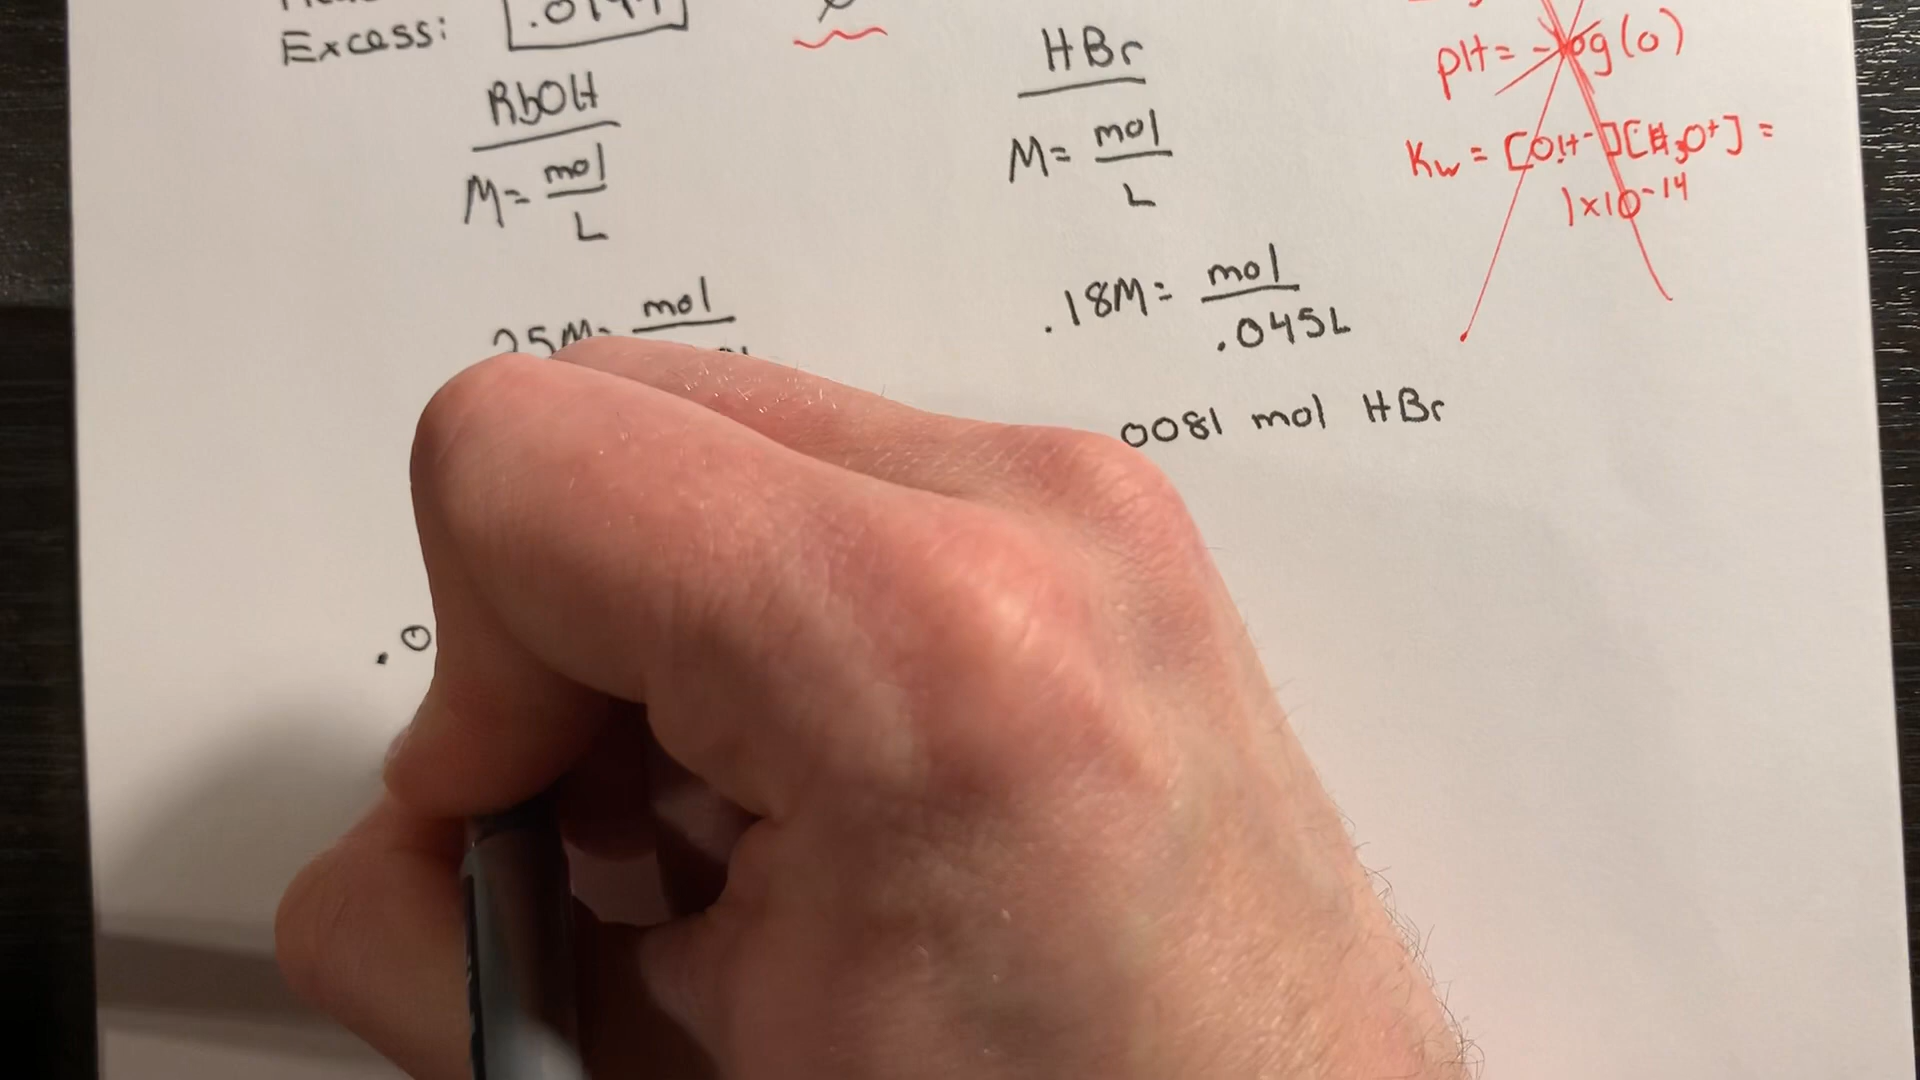 Excess:
RbOH
M= mol
L
HBr
M= mol
L
pH= -log(0)
Kw = [OH-][H3O+] =
1x10-14
.25M= mol
.18M= mol
.045L
0081 mol HBr
.0